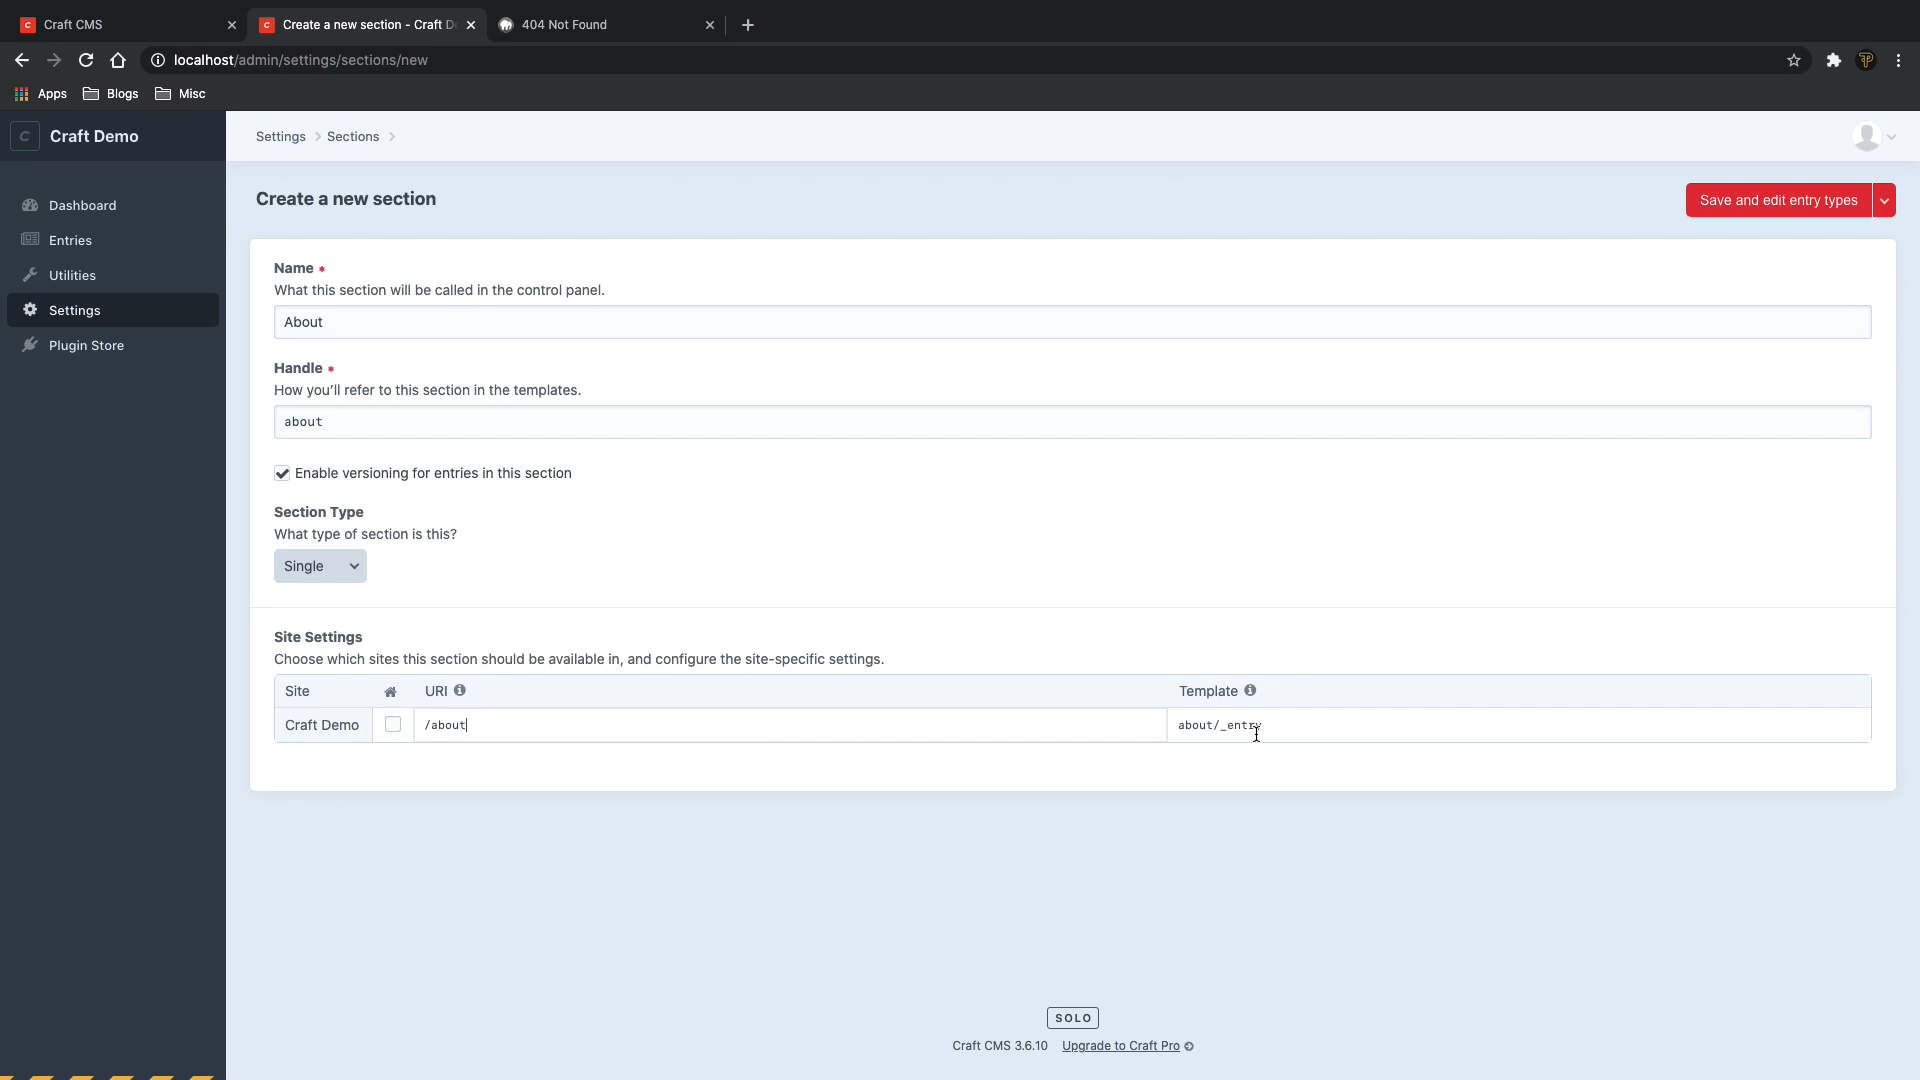 Craft CMS
Create a new section - Craft De
404 Not Found
localhost/admin/settings/sections/new
Apps
Blogs
Misc
C
Craft Demo
Settings
Sections
Dashboard
Entries
Utilities
Settings
Plugin Store
Create a new section
Save and edit entry types
Name *
What this section will be called in the control panel.
About
Handle *
How you’ll refer to this section in the templates.
about
Enable versioning for entries in this section
Section Type
What type of section is this?
Single
Site Settings
Choose which sites this section should be available in, and configure the site-specific settings.
Site URI Template
Craft Demo /about about/_entry
SOLO
Craft CMS 3.6.10 Upgrade to Craft Pro